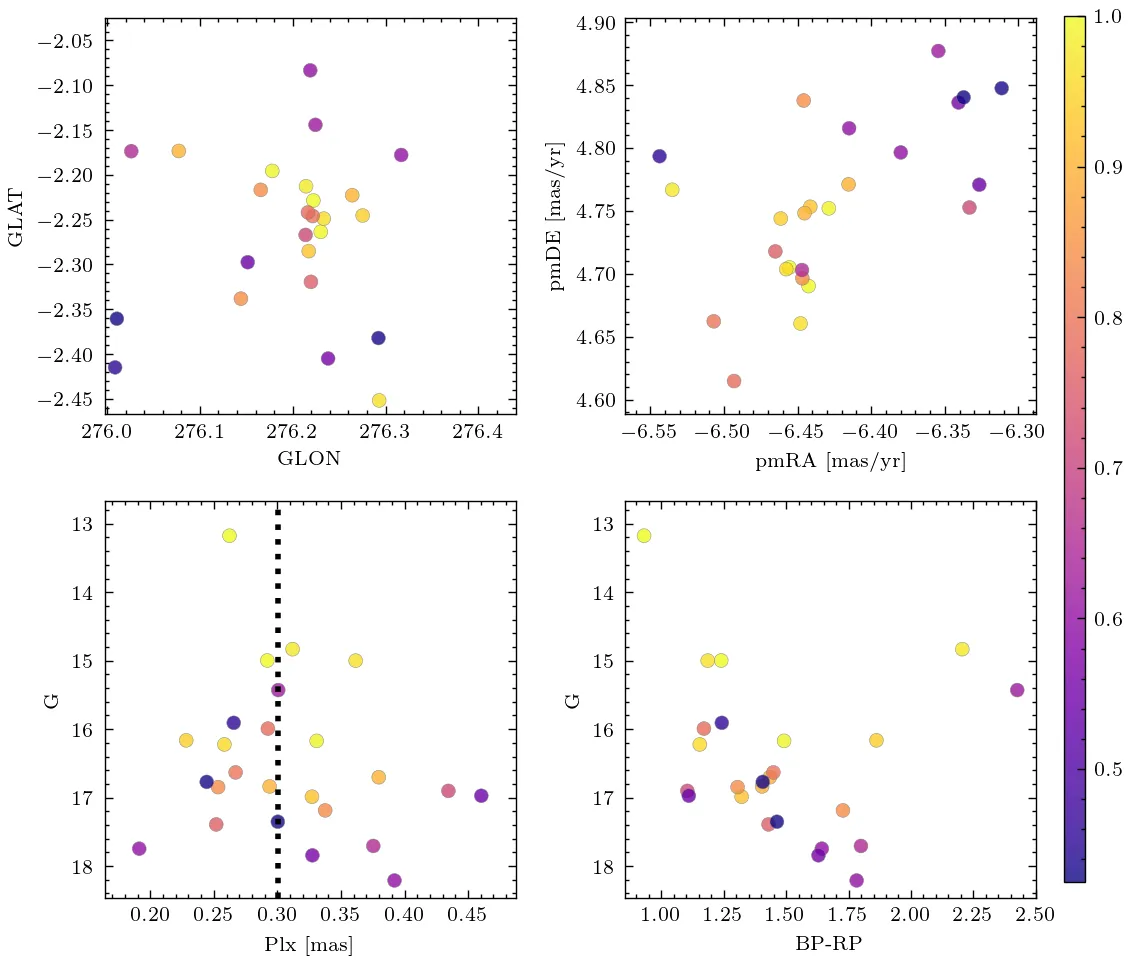 −2.05
−2.10
−2.15
−2.20
−2.25
−2.30
−2.35
−2.40
−2.45
GLAT
276.0 276.1 276.2 276.3 276.4
GLON
4.90
4.85
4.80
4.75
4.70
4.65
4.60
pmDE [mas/yr]
−6.55 −6.50 −6.45 −6.40 −6.35 −6.30
pmRA [mas/yr]
1.0
0.9
0.8
0.7
0.6
0.5
13
14
15
16
17
18
G
0.20 0.25 0.30 0.35 0.40 0.45
Plx [mas]
13
14
15
16
17
18
G
1.00 1.25 1.50 1.75 2.00 2.25 2.50
BP-RP